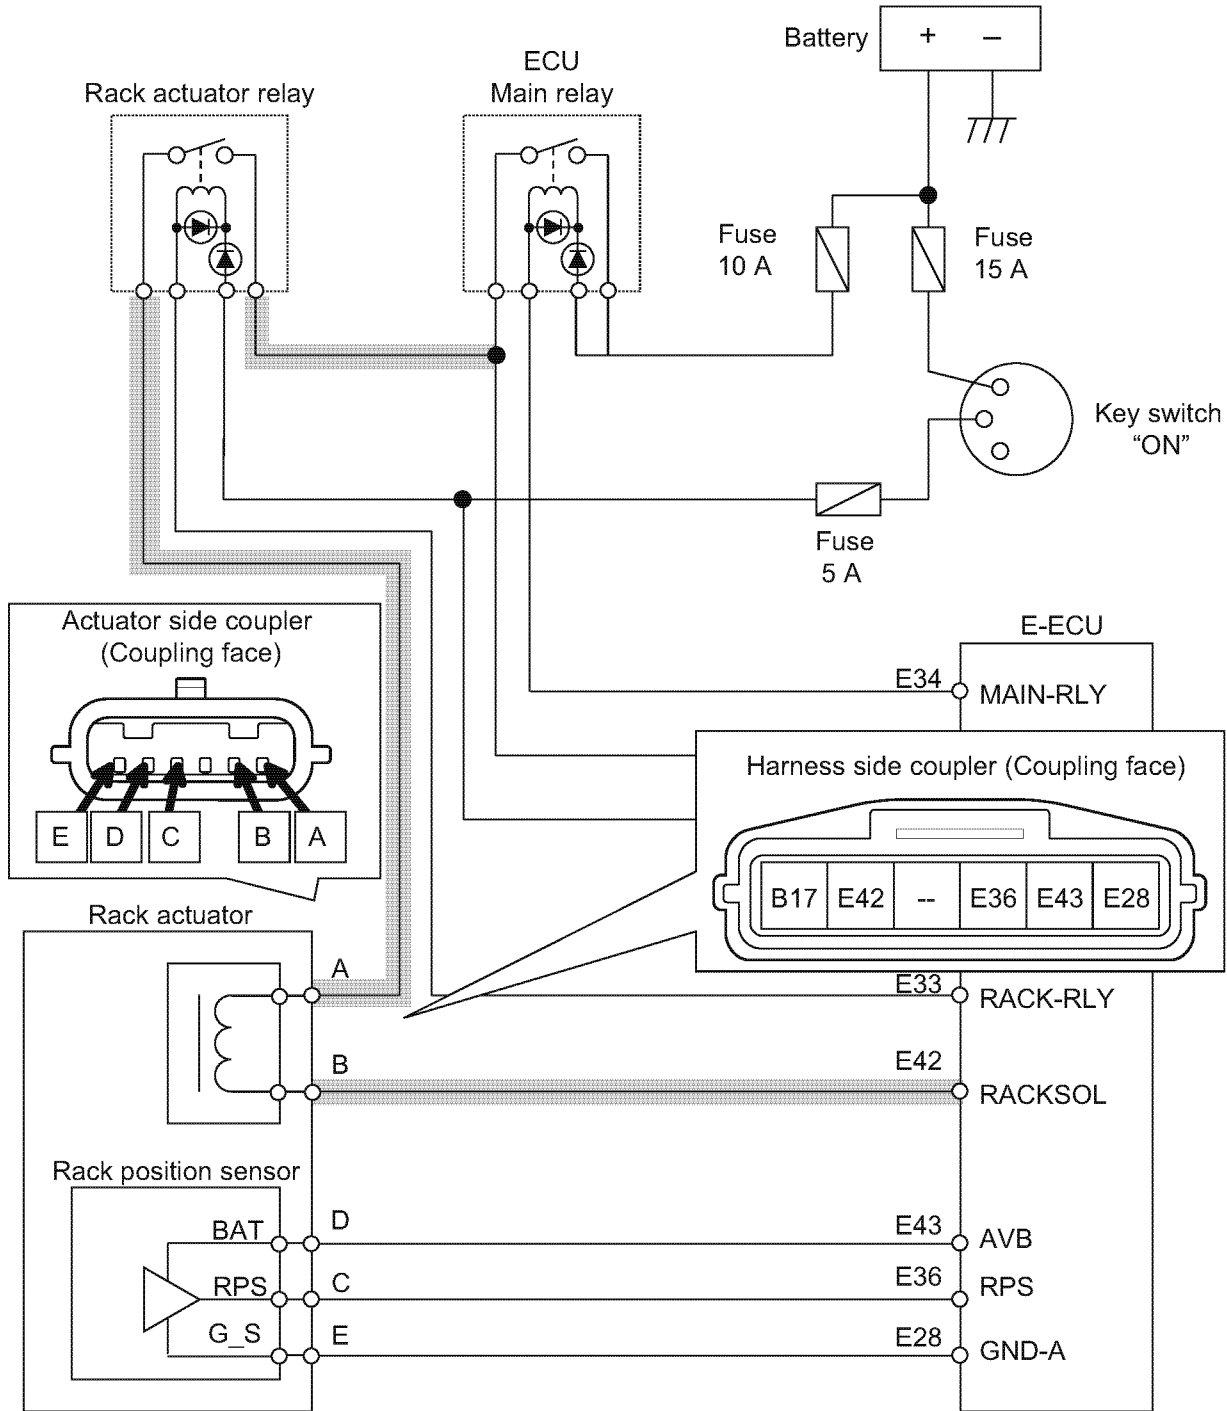 Battery
+ −
ECU
Main relay
Rack actuator relay
Fuse
10 A
Fuse
15 A
Key switch
“ON”
Fuse
5 A
Actuator side coupler
(Coupling face)
E D C B A
E-ECU
E34
MAIN-RLY
Harness side coupler (Coupling face)
B17 E42 -- E36 E43 E28
Rack actuator
A
E33
RACK-RLY
B
E42
RACKSOL
Rack position sensor
BAT
D
E43
AVB
RPS
C
E36
RPS
G_S
E
E28
GND-A